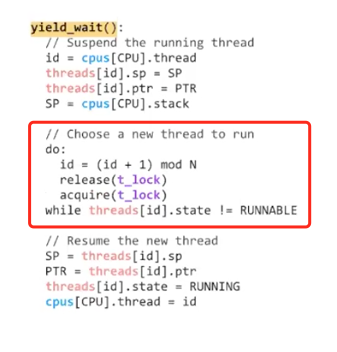 yield_wait():
// Suspend the running thread
id = cpus[CPU].thread
threads[id].sp = SP
threads[id].ptr = PTR
SP = cpus[CPU].stack
// Choose a new thread to run
do:
id = (id + 1) mod N
release(t_lock)
acquire(t_lock)
while threads[id].state != RUNNABLE
// Resume the new thread
SP = threads[id].sp
PTR = threads[id].ptr
threads[id].state = RUNNING
cpus[CPU].thread = id